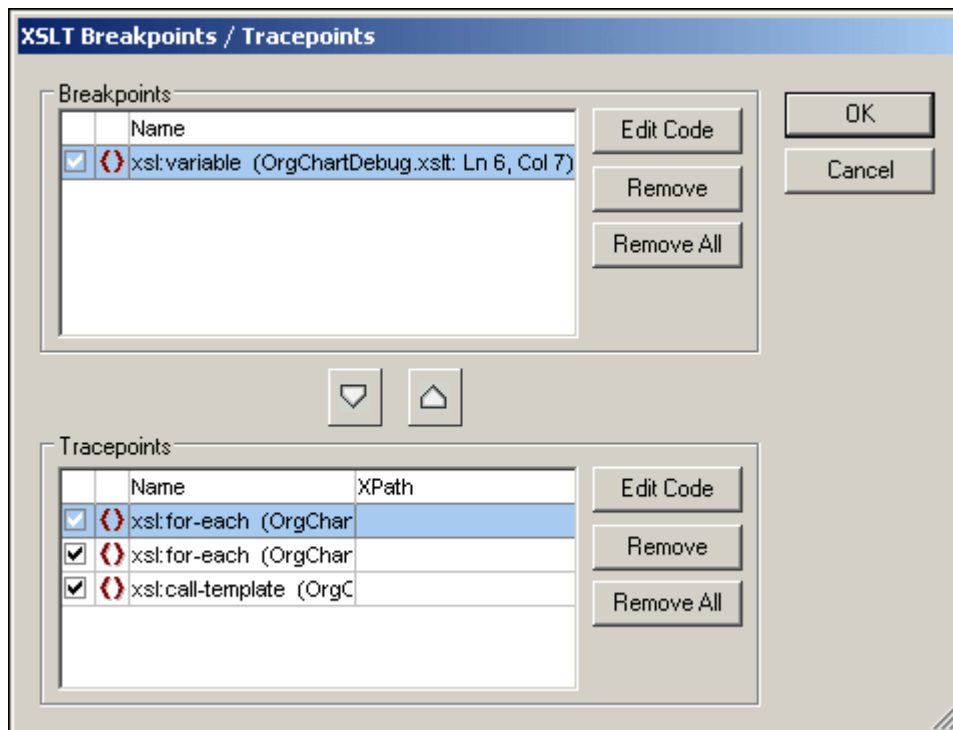 XSLT Breakpoints / Tracepoints
Breakpoints
Name
xsl:variable (OrgChartDebug.xslt: Ln 6, Col 7)
Edit Code
Remove
Remove All
OK
Cancel
Tracepoints
Name XPath
xsl:for-each (OrgChar
xsl:for-each (OrgChar
xsl:call-template (OrgC
Edit Code
Remove
Remove All